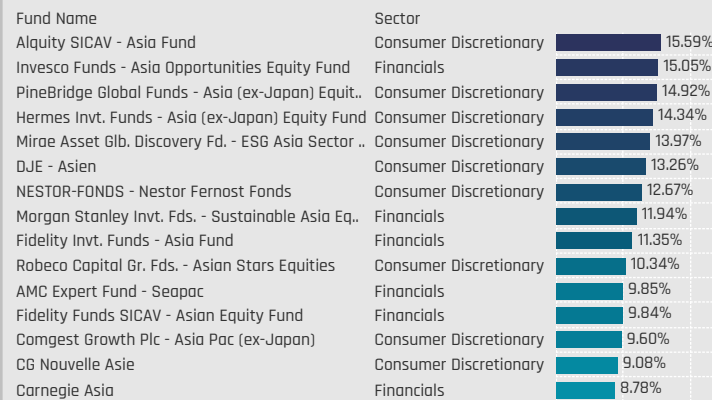 Fund Name Sector
Alquity SICAV - Asia Fund Consumer Discretionary 15.59%
Invesco Funds - Asia Opportunities Equity Fund Financials 15.05%
PineBridge Global Funds - Asia (ex-Japan) Equit.. Consumer Discretionary 14.92%
Hermes Invt. Funds - Asia (ex-Japan) Equity Fund Consumer Discretionary 14.34%
Mirae Asset Glb. Discovery Fd. - ESG Asia Sector .. Consumer Discretionary 13.97%
DJE - Asien Consumer Discretionary 13.26%
NESTOR-FONDS - Nestor Fernost Fonds Consumer Discretionary 12.67%
Morgan Stanley Invt. Fds. - Sustainable Asia Eq.. Financials 11.94%
Fidelity Invt. Funds - Asia Fund Financials 11.35%
Robeco Capital Gr. Fds. - Asian Stars Equities Consumer Discretionary 10.34%
AMC Expert Fund - Seapac Financials 9.85%
Fidelity Funds SICAV - Asian Equity Fund Financials 9.84%
Comgest Growth Plc - Asia Pac (ex-Japan) Consumer Discretionary 9.60%
CG Nouvelle Asie Consumer Discretionary 9.08%
Carnegie Asia Financials 8.78%